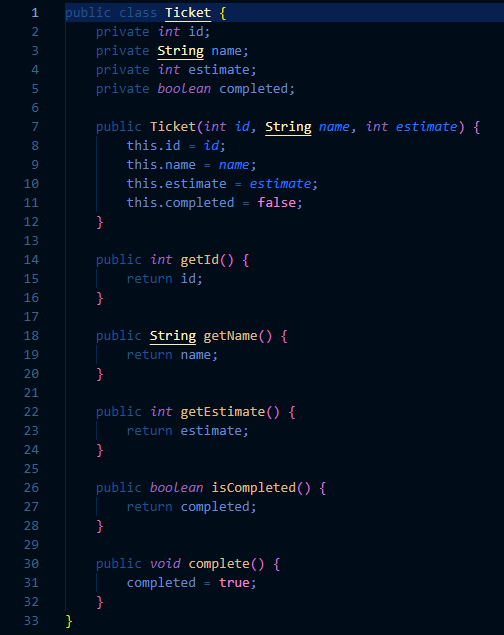 1 public class Ticket {
2     private int id;
3     private String name;
4     private int estimate;
5     private boolean completed;
6
7     public Ticket(int id, String name, int estimate) {
8         this.id = id;
9         this.name = name;
10         this.estimate = estimate;
11         this.completed = false;
12     }
13
14     public int getId() {
15         return id;
16     }
17
18     public String getName() {
19         return name;
20     }
21
22     public int getEstimate() {
23         return estimate;
24     }
25
26     public boolean isCompleted() {
27         return completed;
28     }
29
30     public void complete() {
31         completed = true;
32     }
33 }